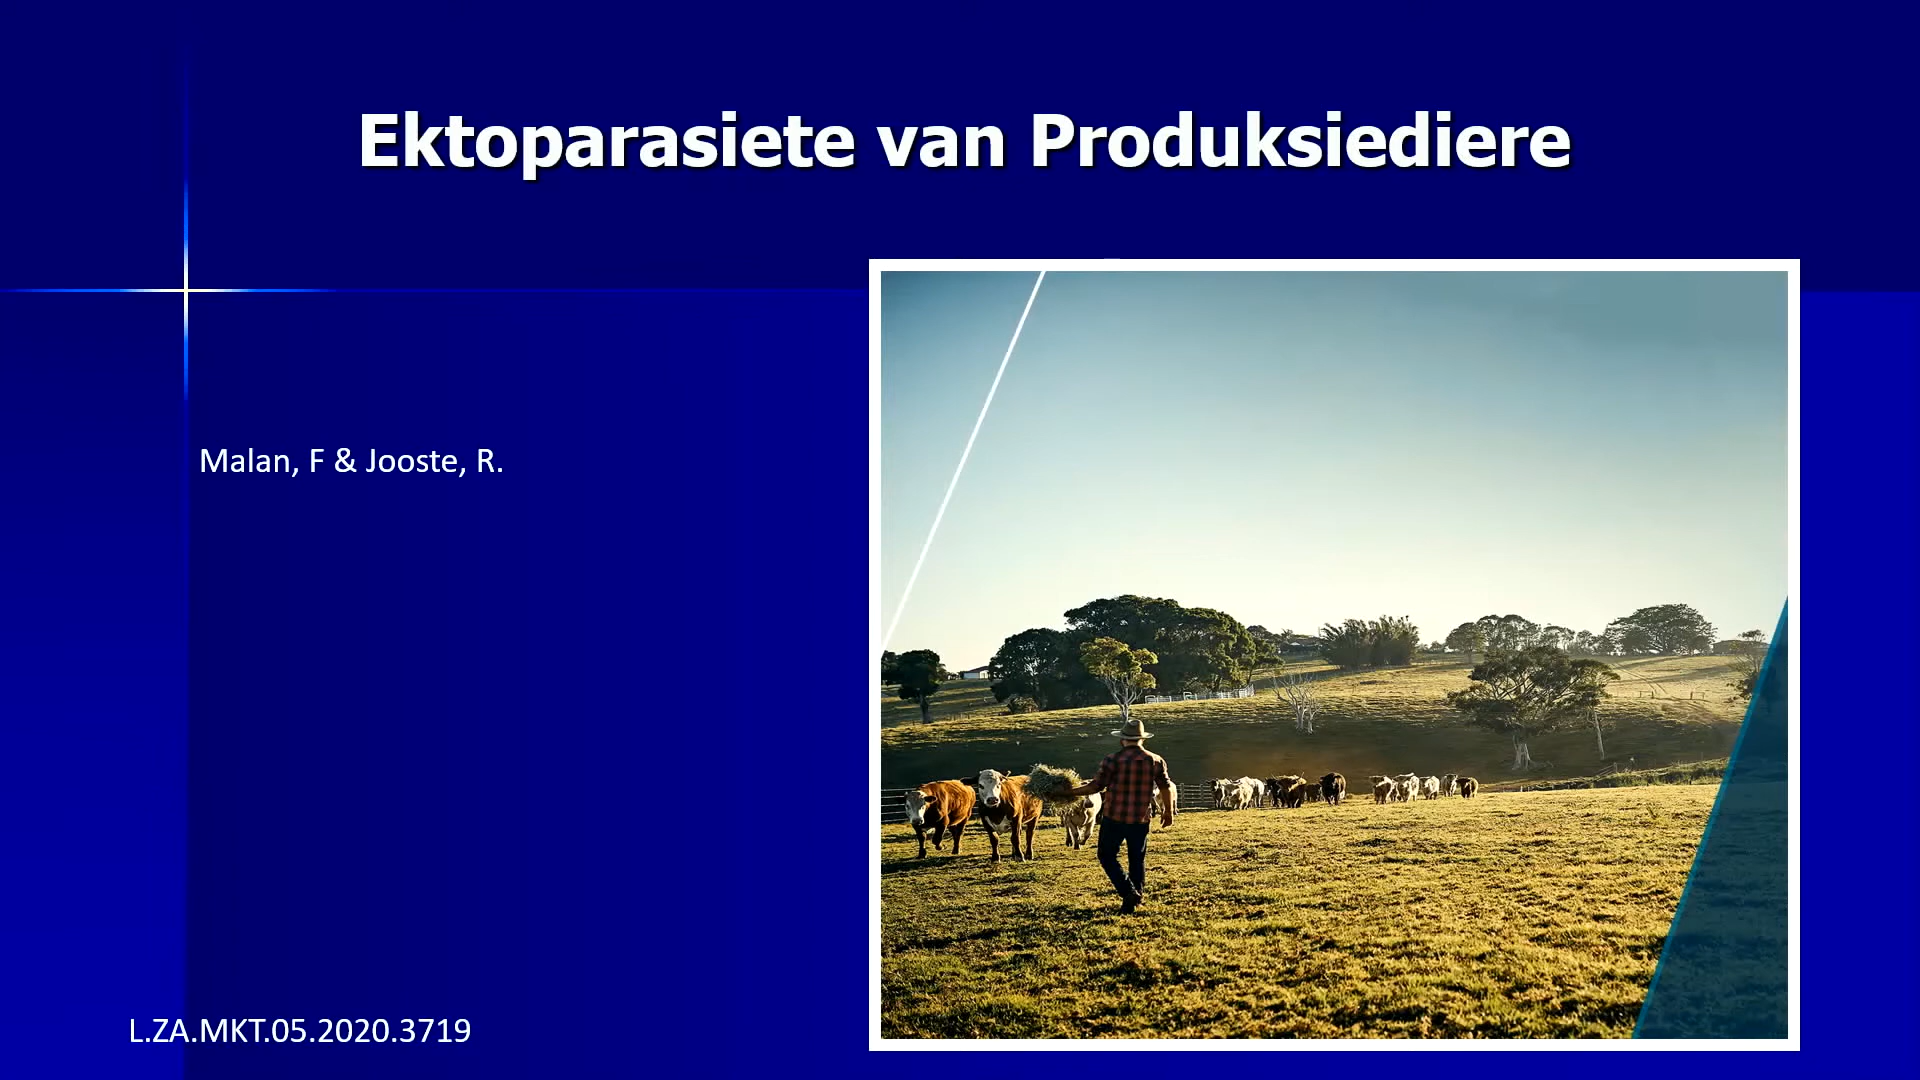 Ektoparasiete van Produksiediere
Malan, F & Jooste, R.
L.ZA.MKT.05.2020.3719